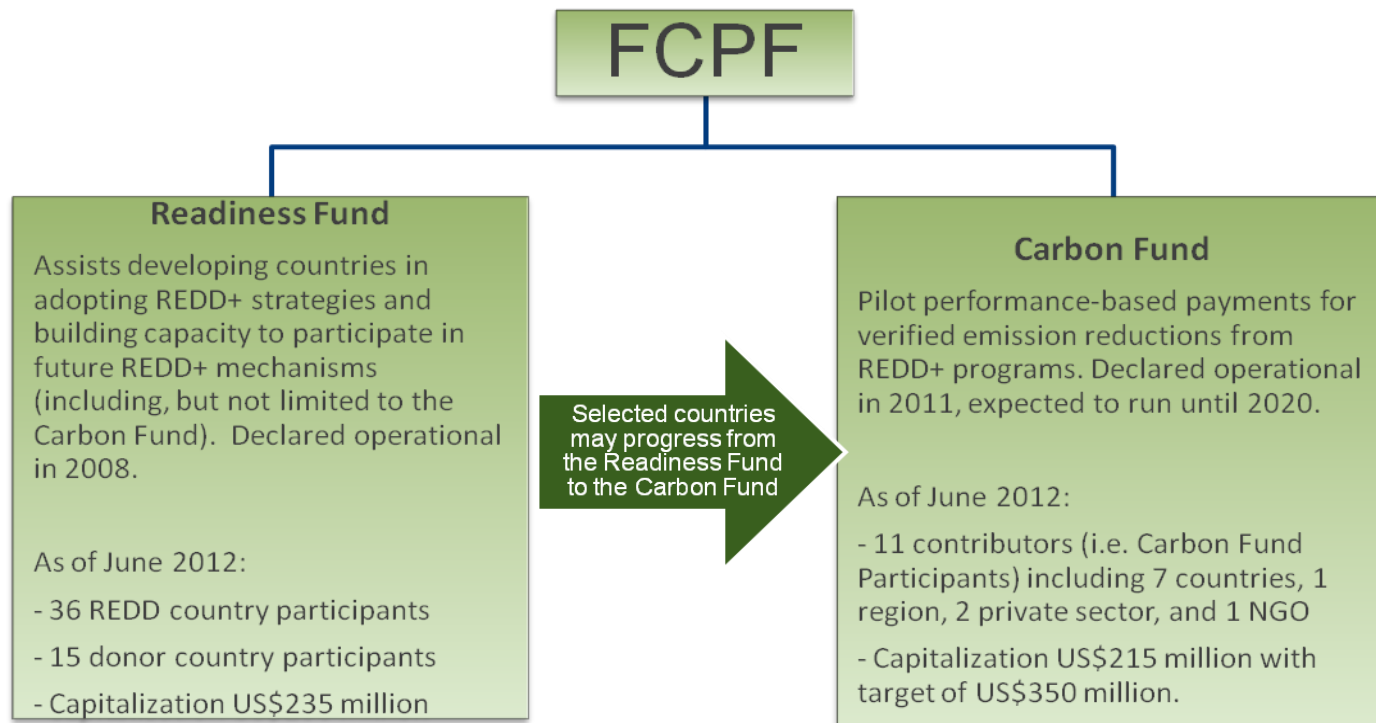 FCPF
Readiness Fund
Assists developing countries in
adopting REDD+ strategies and
building capacity to participate in
future REDD+ mechanisms
(including, but not limited to the
Carbon Fund).  Declared operational
in 2008.
As of June 2012:
- 36 REDD country participants
- 15 donor country participants
- Capitalization US$235 million
Selected countries
may progress from
the Readiness Fund
to the Carbon Fund
Carbon Fund
Pilot performance-based payments for
verified emission reductions from
REDD+ programs. Declared operational
in 2011, expected to run until 2020.
As of June 2012:
- 11 contributors (i.e. Carbon Fund
Participants) including 7 countries, 1
region, 2 private sector, and 1 NGO
- Capitalization US$215 million with
target of US$350 million.